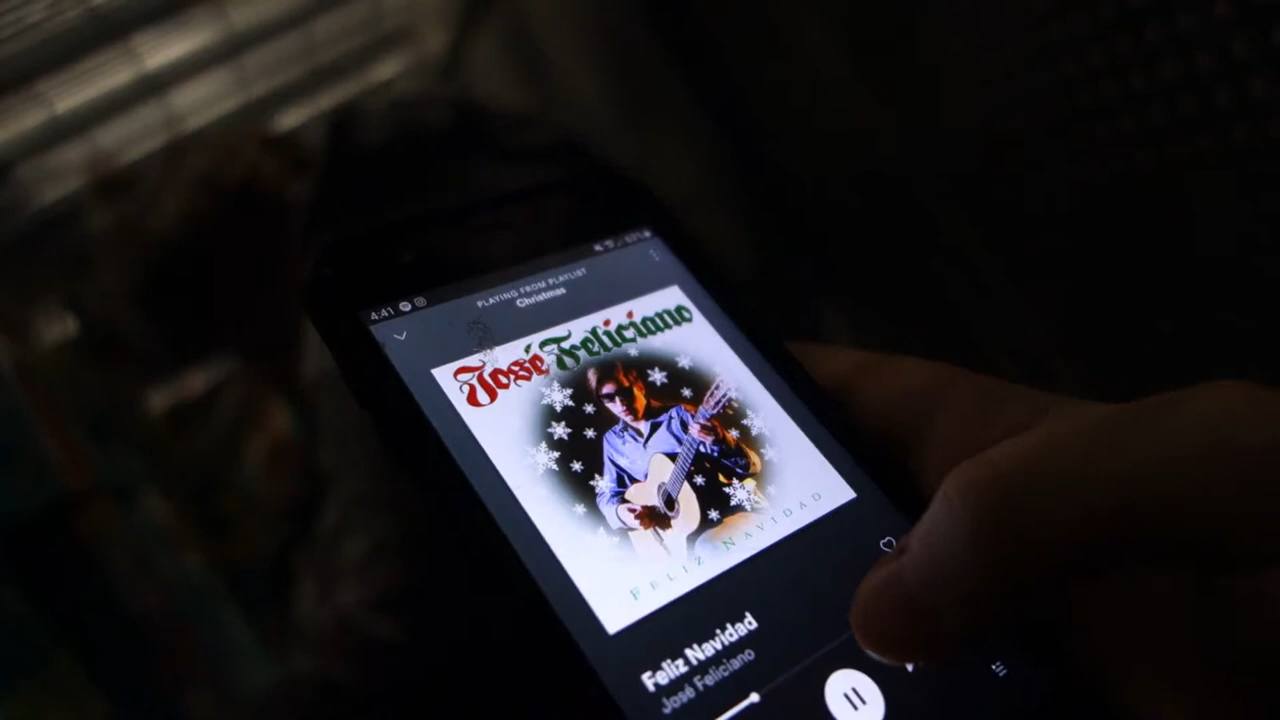 4:41
PLAYING FROM PLAYLIST
Christmas
José Feliciano
FELIZ NAVIDAD
Feliz Navidad
José Feliciano